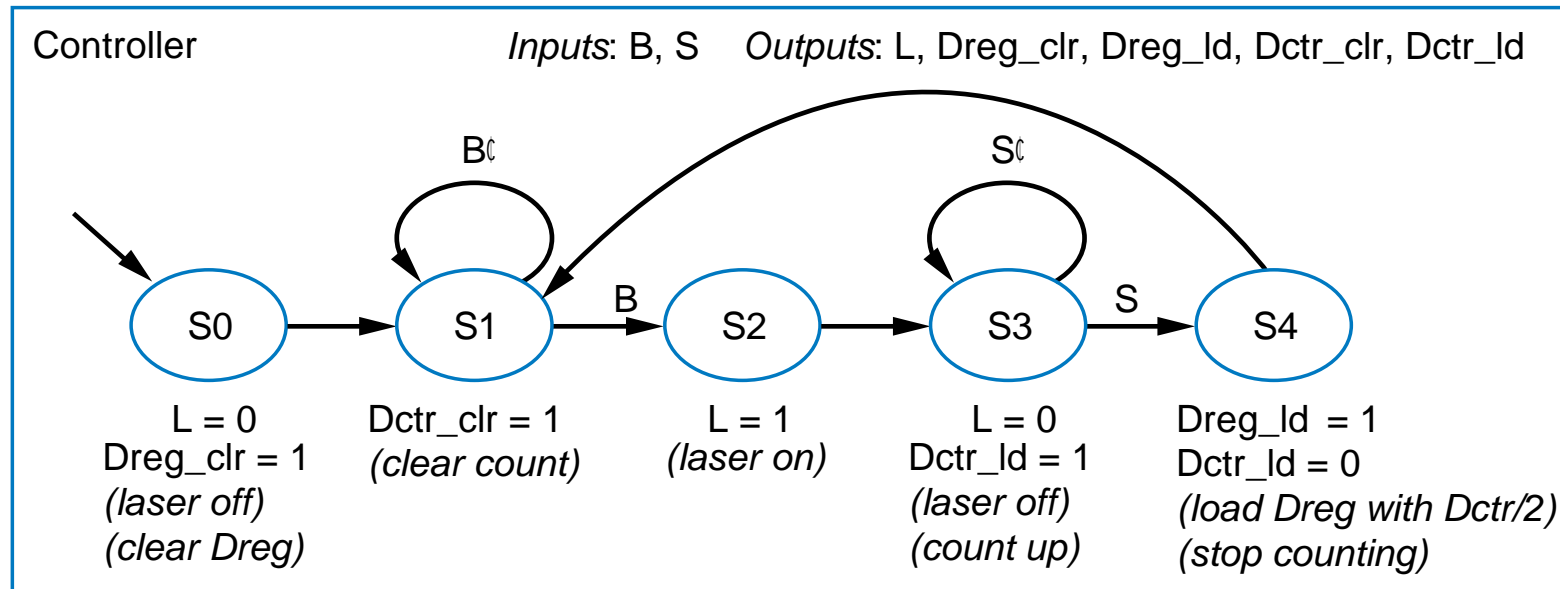 Controller
Inputs: B, S Outputs: L, Dreg_clr, Dreg_ld, Dctr_clr, Dctr_ld
B¢
S¢
B
S
S0
S1
S2
S3
S4
L = 0
Dreg_clr = 1
(laser off)
(clear Dreg)
Dctr_clr = 1
(clear count)
L = 1
(laser on)
L = 0
Dctr_ld = 1
(laser off)
(count up)
Dreg_ld = 1
Dctr_ld = 0
(load Dreg with Dctr/2)
(stop counting)